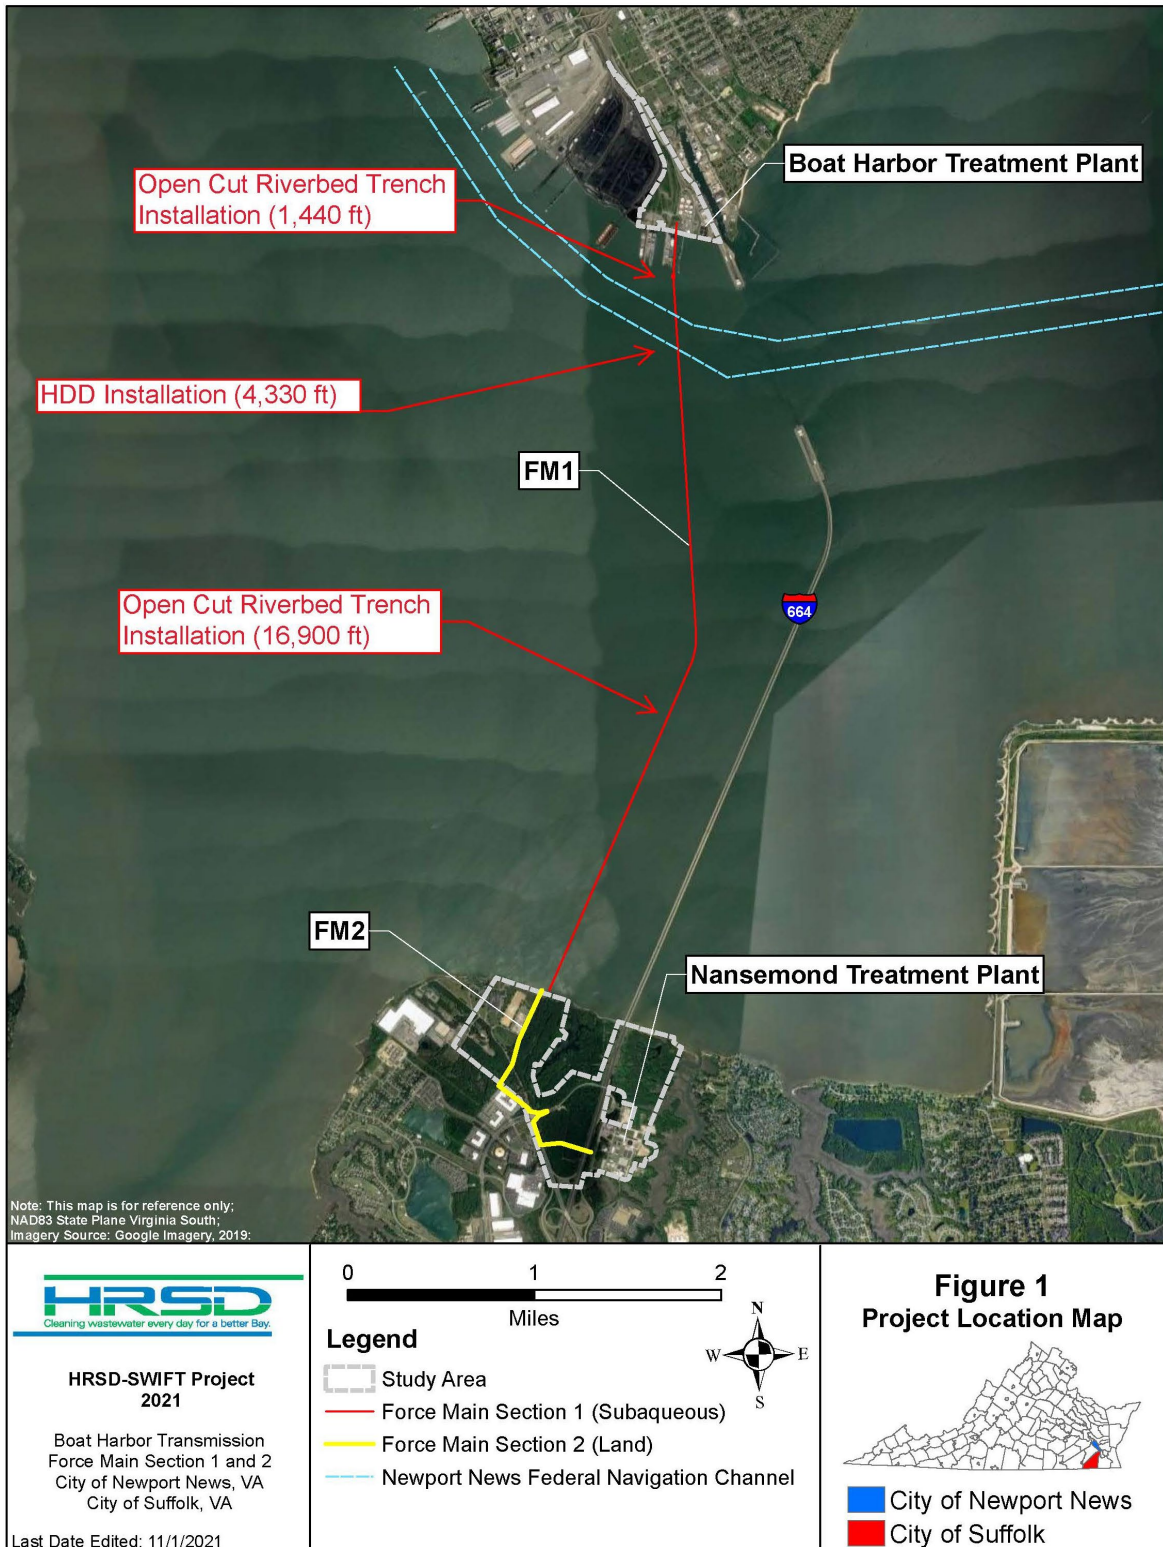 Boat Harbor Treatment Plant
Open Cut Riverbed Trench
Installation (1,440 ft)
HDD Installation (4,330 ft)
FM1
Open Cut Riverbed Trench
Installation (16,900 ft)
664
FM2
Nansemond Treatment Plant
Note: This map is for reference only;
NAD83 State Plane Virginia South;
Imagery Source: Google Imagery, 2019:
HRSD
Cleaning wastewater every day for a better Bay.
HRSD-SWIFT Project
2021
Boat Harbor Transmission
Force Main Section 1 and 2
City of Newport News, VA
City of Suffolk, VA
Last Date Edited: 11/1/2021
0 1 2
Miles
Legend
Study Area
Force Main Section 1 (Subaqueous)
Force Main Section 2 (Land)
Newport News Federal Navigation Channel
N
W E
S
Figure 1
Project Location Map
City of Newport News
City of Suffolk